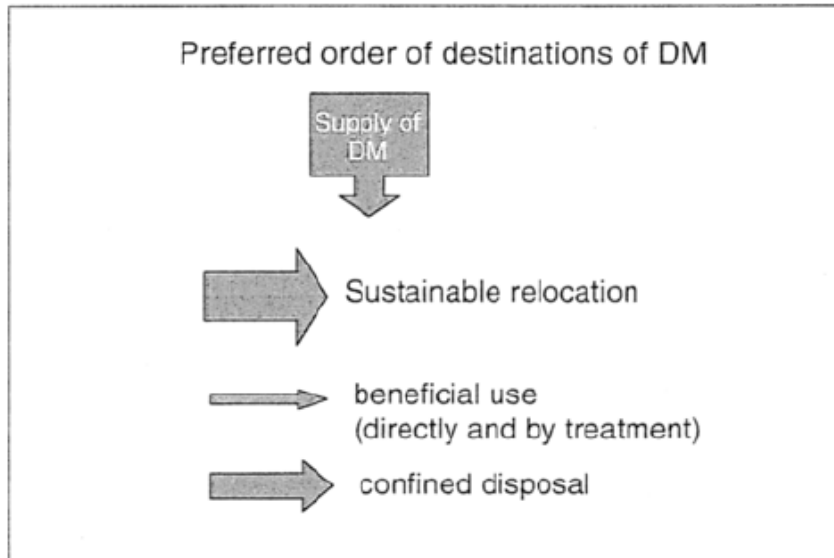 Preferred order of destinations of DM
Supply of
DM
Sustainable relocation
beneficial use
(directly and by treatment)
confined disposal